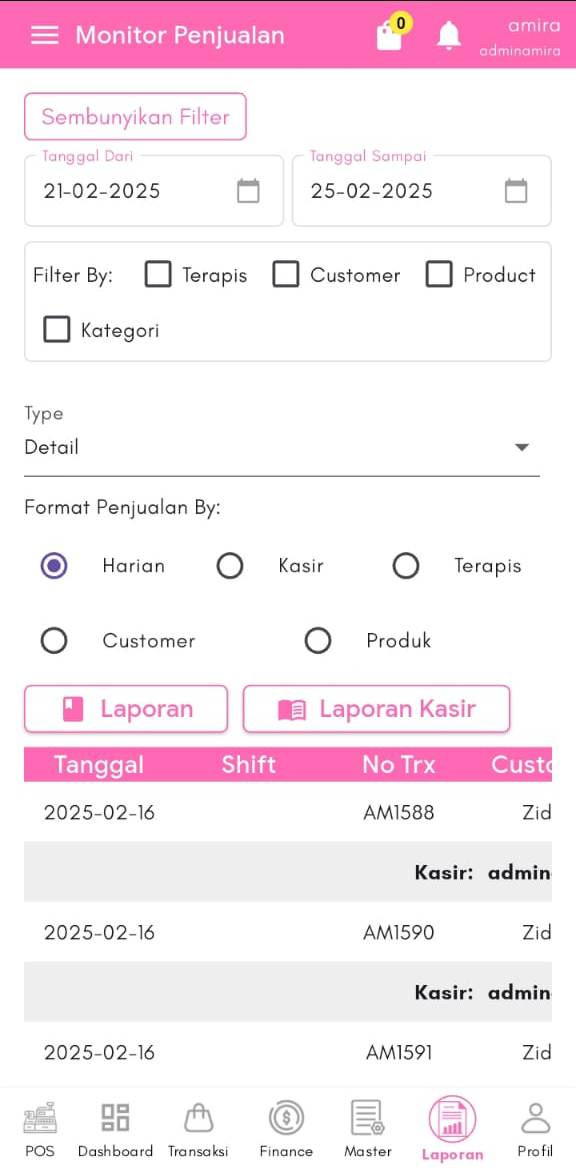 Monitor Penjualan
0
amira
adminamira
Sembunyikan Filter
Tanggal Dari
Tanggal Sampai
21-02-2025
25-02-2025
Filter By: Terapis Customer Product
Kategori
Type
Detail
Format Penjualan By:
Harian Kasir Terapis
Customer Produk
Laporan Laporan Kasir
Tanggal Shift No Trx Custo
2025-02-16 AM1588 Zid
Kasir: admin
2025-02-16 AM1590 Zid
Kasir: admin
2025-02-16 AM1591 Zid
POS Dashboard Transaksi Finance Master Laporan Profil